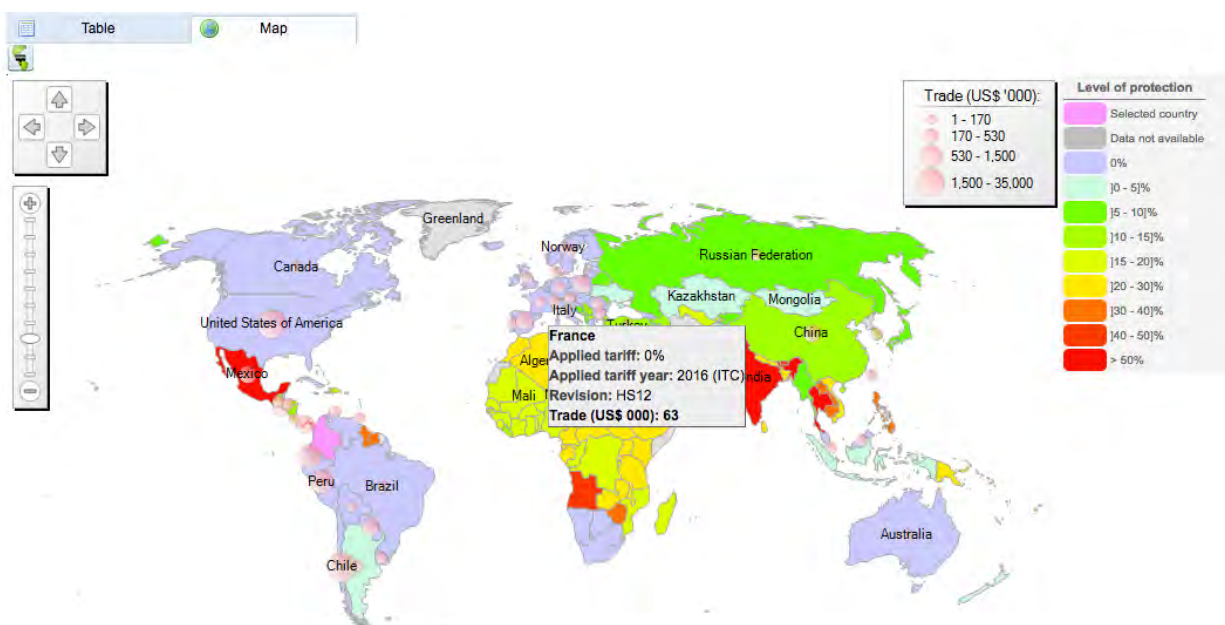 Table
Map
Trade (US$ '000):
1 - 170
170 - 530
530 - 1,500
1,500 - 35,000
Level of protection
Selected country
Data not available
0%
]0 - 5]%
]5 - 10]%
]10 - 15]%
]15 - 20]%
]20 - 30]%
]30 - 40]%
]40 - 50]%
> 50%
Greenland
Norway
Canada
Russian Federation
Kazakhstan
Mongolia
United States of America
Italy
China
France
Applied tariff: 0%
Applied tariff year: 2016 (ITC)
Revision: HS12
Trade (US$ 000): 63
Mexico
Mali
Peru
Brazil
Australia
Chile